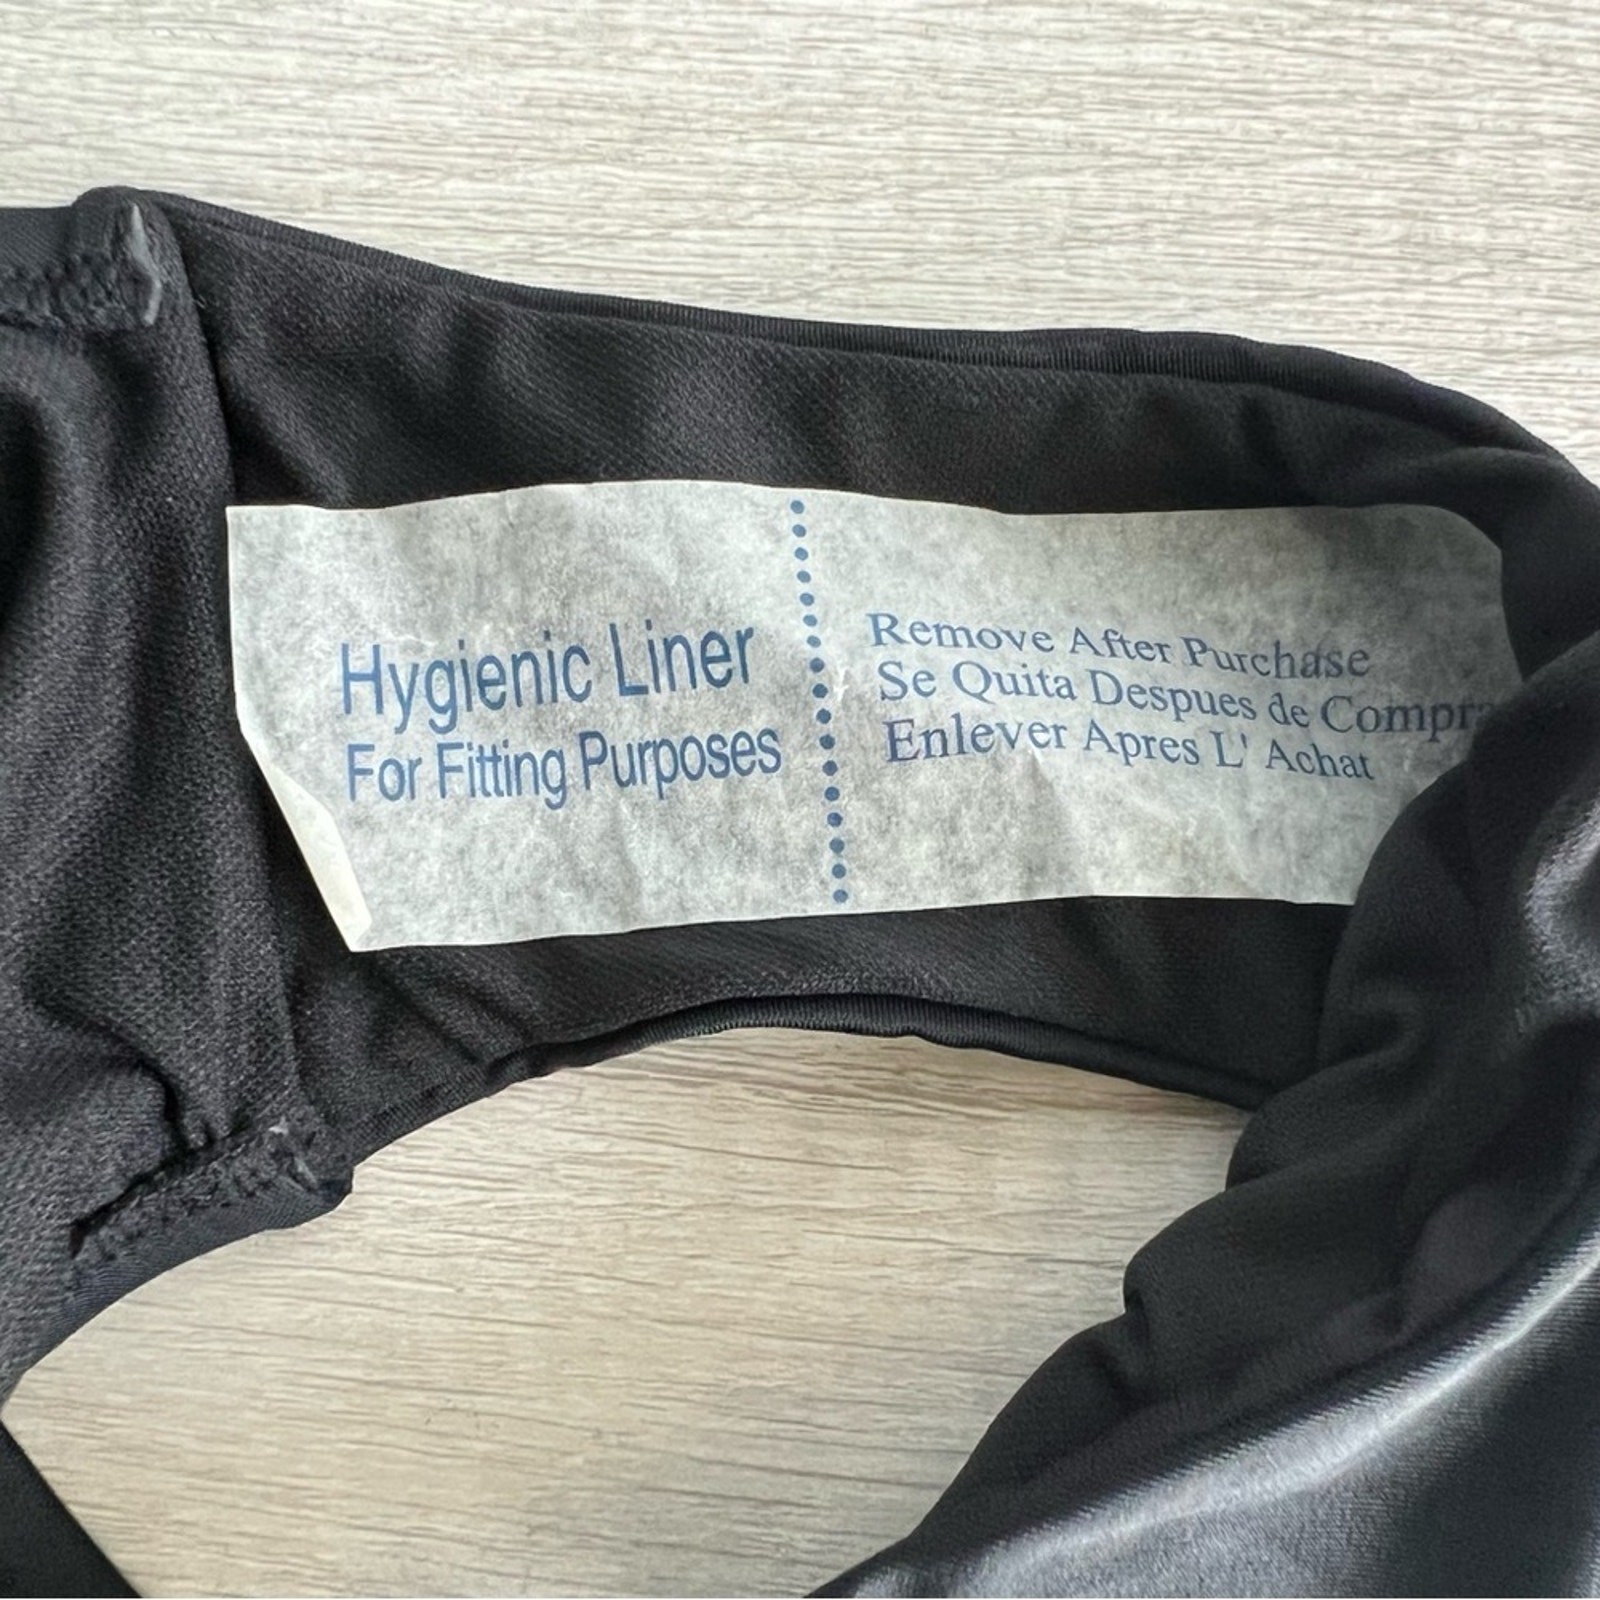 Hygienic Liner
For Fitting Purposes
Remove After Purchase
Se Quita Despues de Compra
Enlever Apres L' Achat